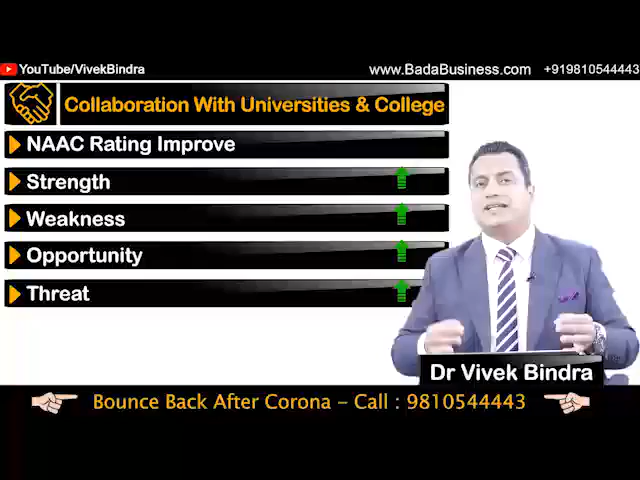 YouTube/VivekBindra
www.BadaBusiness.com +919810544443
Collaboration With Universities & College
NAAC Rating Improve
Strength
Weakness
Opportunity
Threat
Dr Vivek Bindra
Bounce Back After Corona – Call : 9810544443